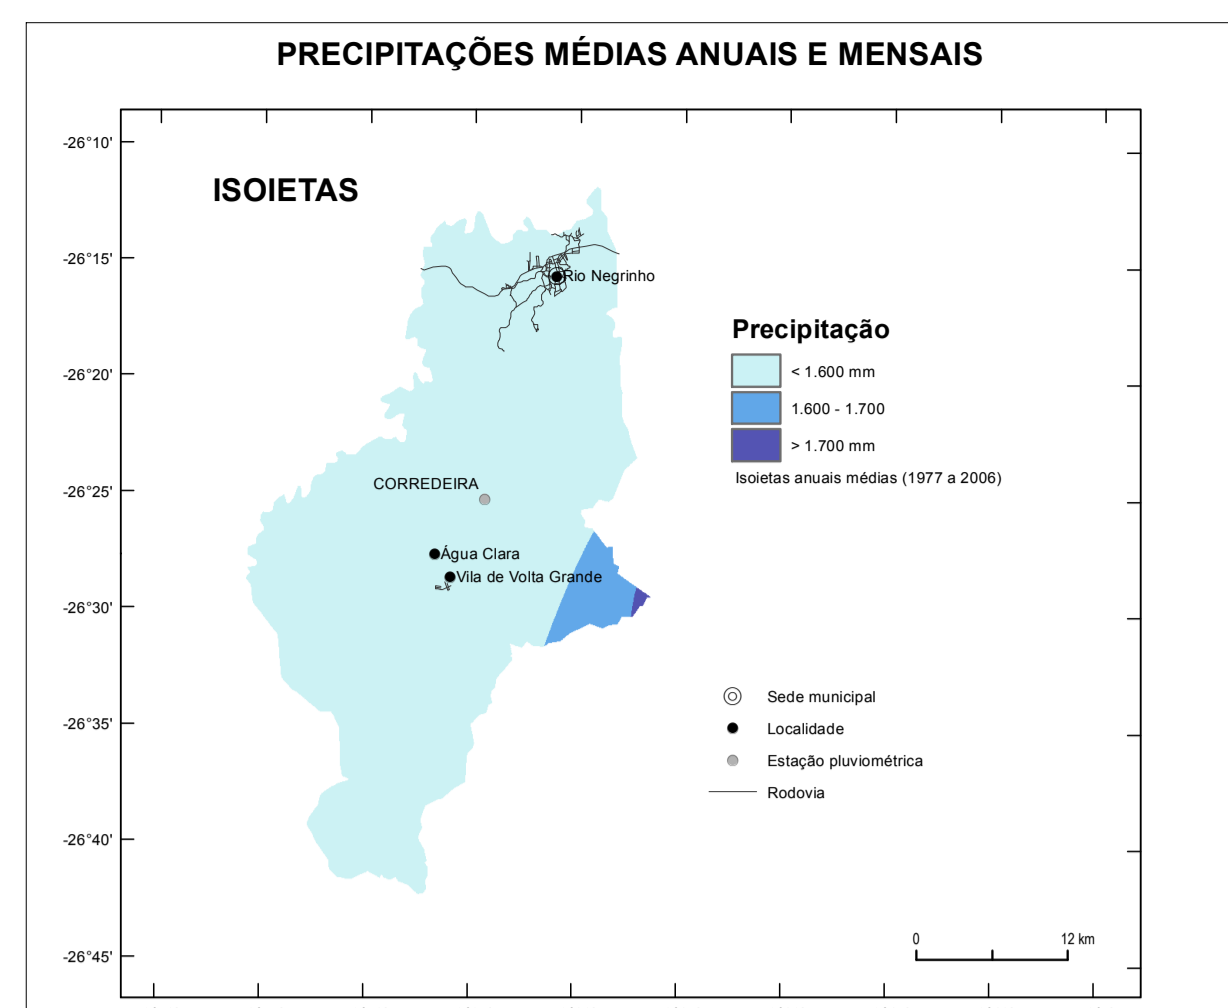 PRECIPITAÇÕES MÉDIAS ANUAIS E MENSAIS
-26°10'
ISOIETAS
-26°15'
Rio Negrinho
Precipitação
< 1.600 mm
-26°20'
1.600 - 1.700
> 1.700 mm
Isoietas anuais médias (1977 a 2006)
CORREDEIRA
-26°25'
Água Clara
Vila de Volta Grande
-26°30'
Sede municipal
-26°35'
Localidade
Estação pluviométrica
Rodovia
-26°40'
0 12 km
-26°45'